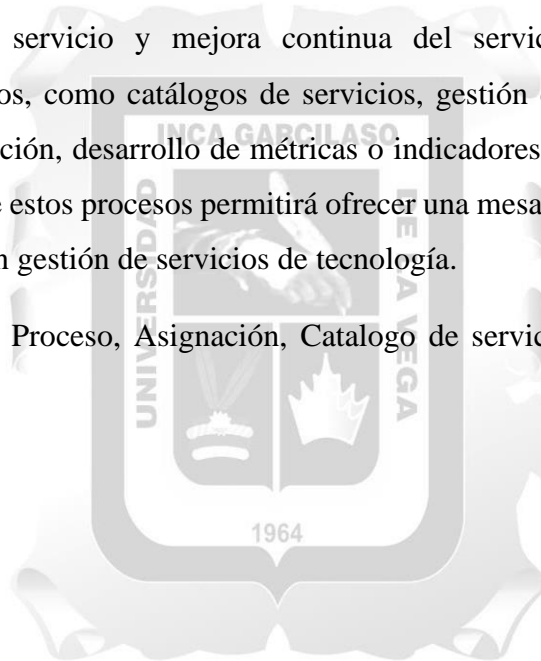 servicio y mejora continua del servic
os, como catálogos de servicios, gestión
ción, desarrollo de métricas o indicadores
e estos procesos permitirá ofrecer una mesa
n gestión de servicios de tecnología.
Proceso, Asignación, Catalogo de servic
INCA GARCILASO
UNIVERSIDAD
DE LA VEGA
1964